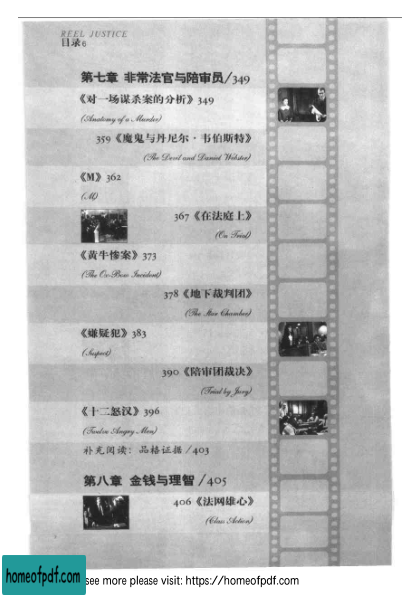 REEL JUSTICE
目录6
第七章 非常法官与陪审员/349
《对一场谋杀案的分析》349
(Anatomy of a Murder)
359《魔鬼与丹尼尔·韦伯斯特》
(The Devil and Daniel Webster)
《M》362
(M)
367《在法庭上》
(On Trial)
《黄牛惨案》373
(The Ox-Bow Incident)
378《地下裁判团》
(The Star Chamber)
《嫌疑犯》383
(Suspect)
390《陪审团裁决》
(Trial by Jury)
《十二怒汉》396
(Twelve Angry Men)
补充阅读：品格证据/403
第八章 金钱与理智/405
406《法网雄心》
(Class Action)
homeofpdf.com
see more please visit: https://homeofpdf.com